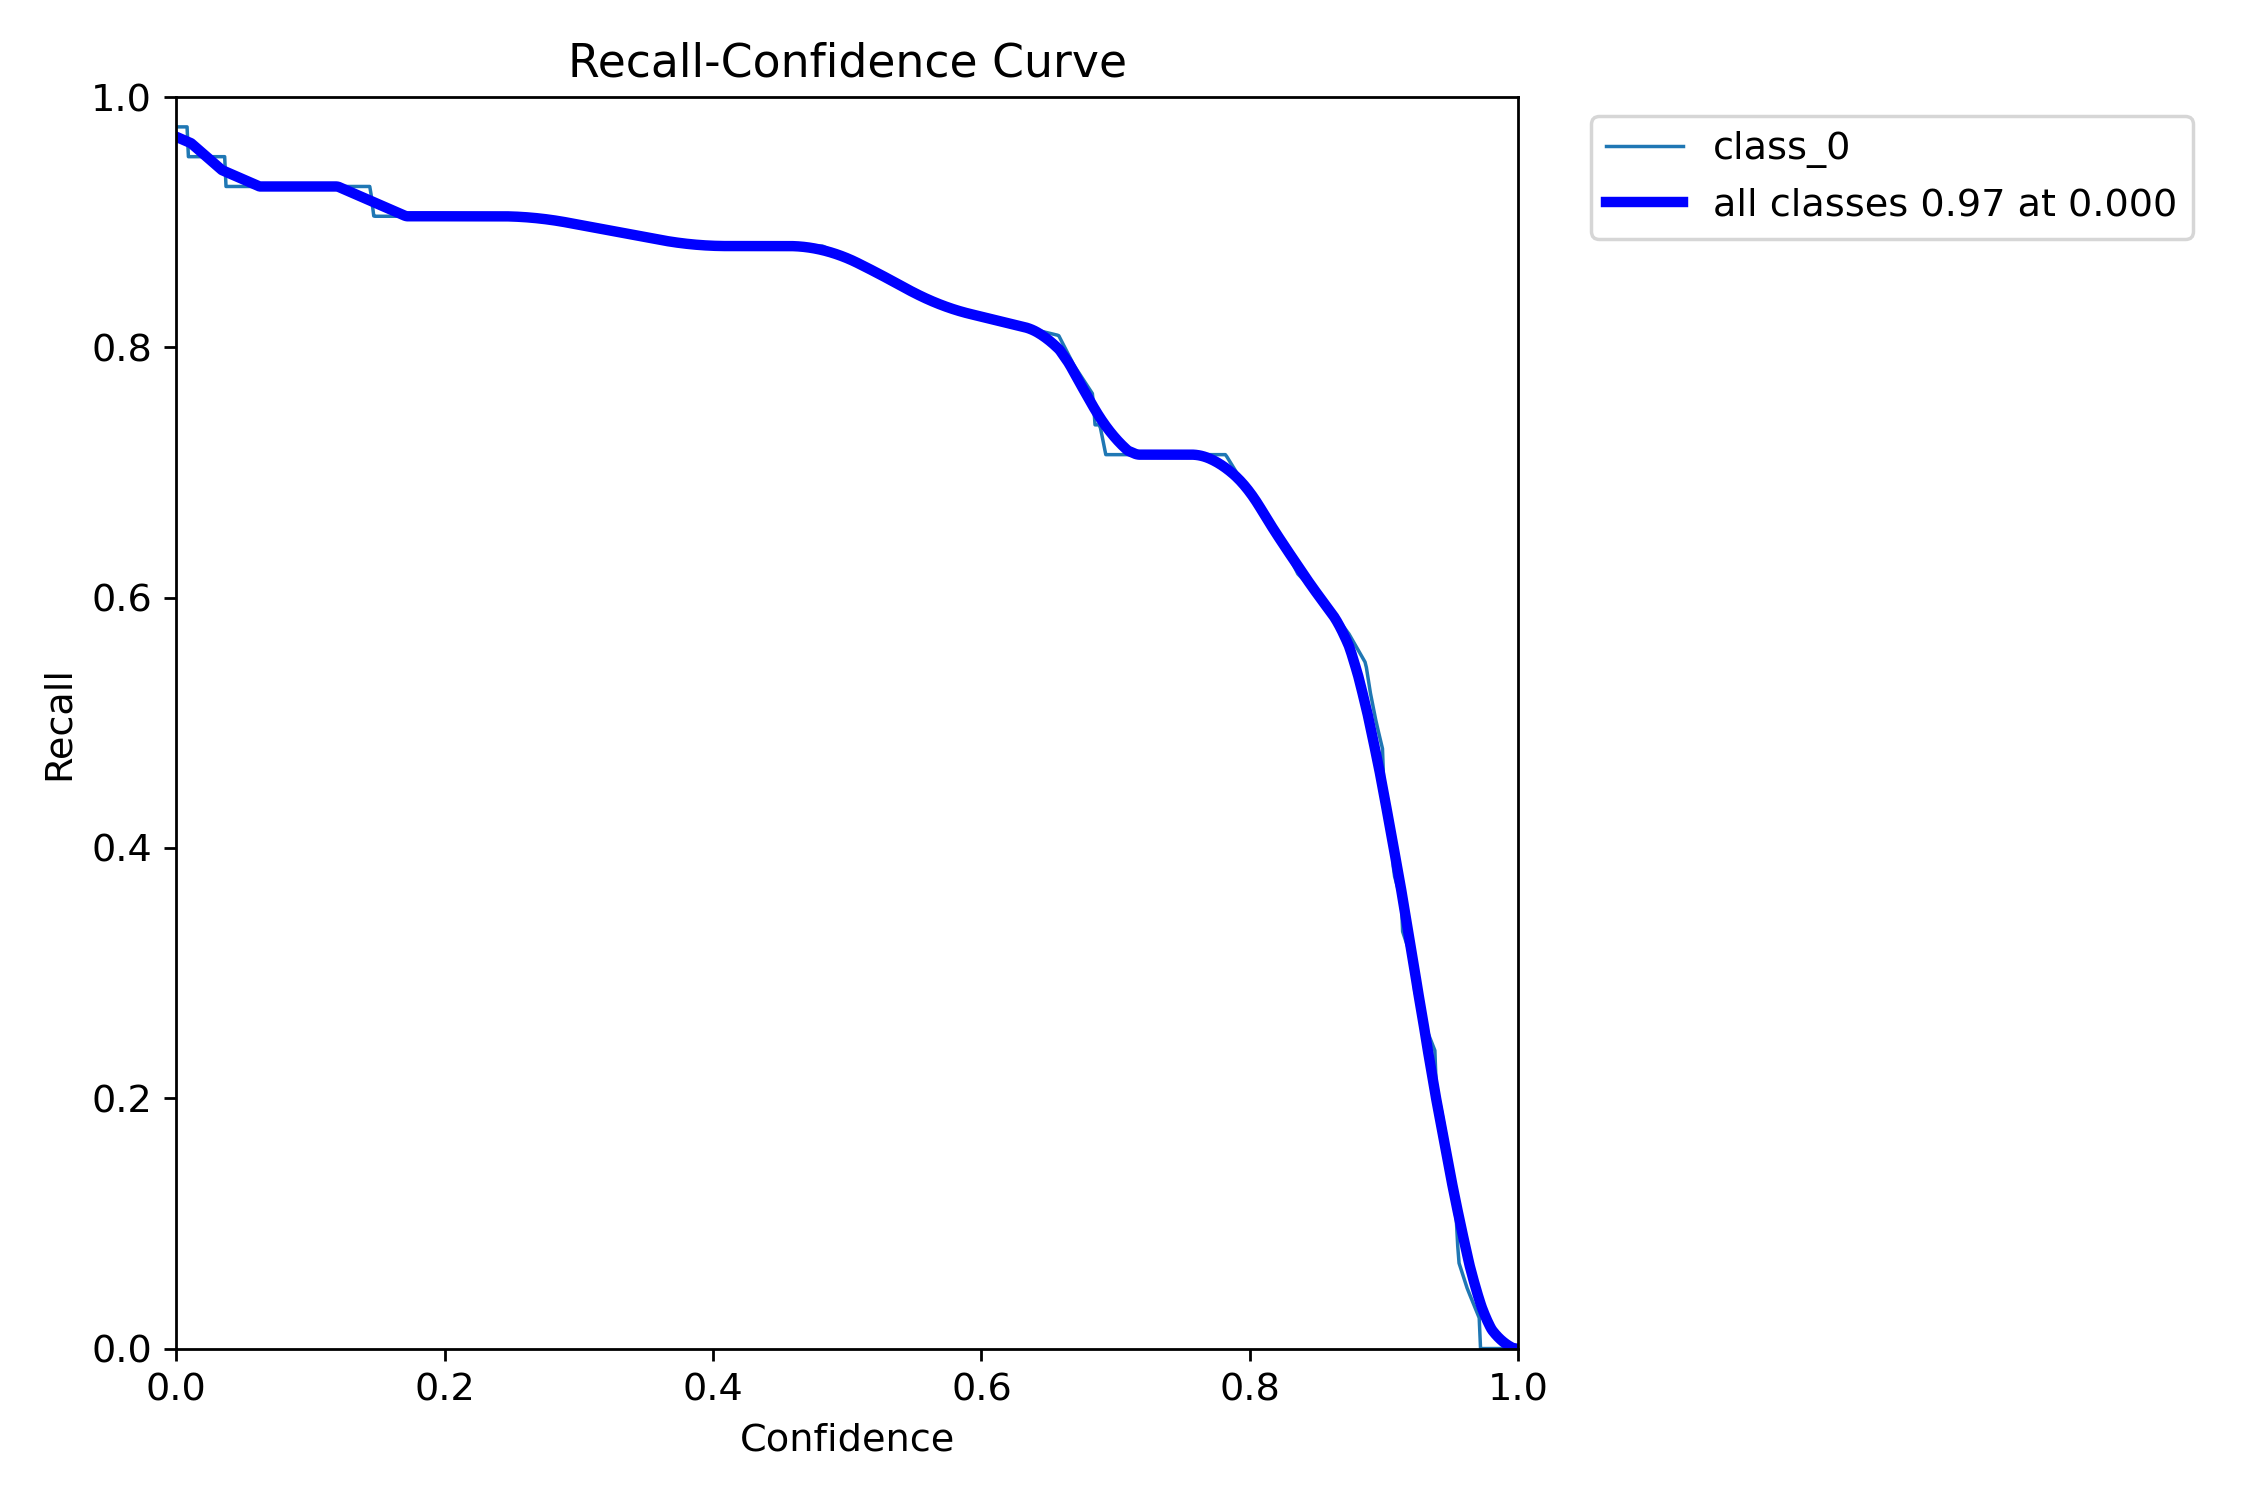 Recall-Confidence Curve
1.0
0.8
0.6
0.4
0.2
0.0
Recall
0.0 0.2 0.4 0.6 0.8 1.0
Confidence
class_0
all classes 0.97 at 0.000